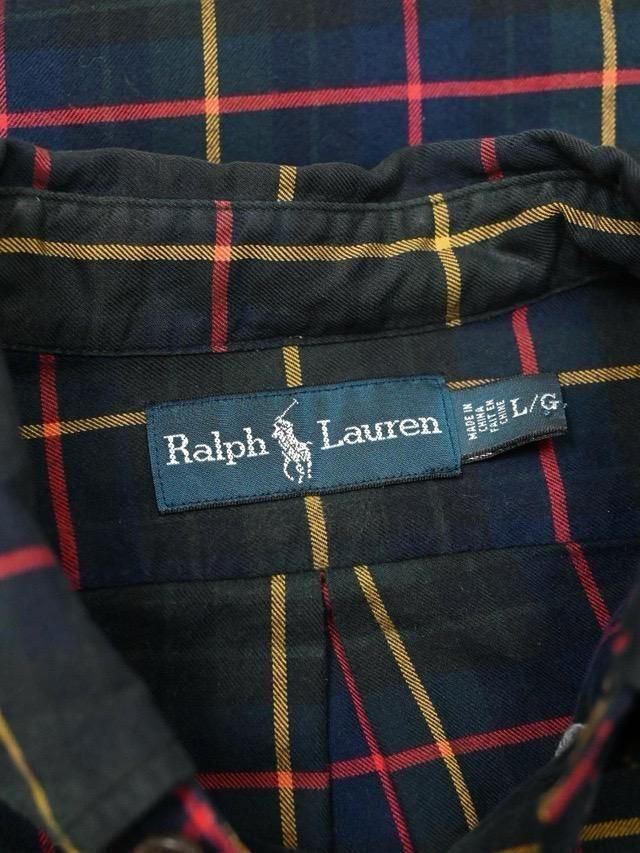 Ralph Lauren
MADE IN
CHINA
FAIT EN
CHINE
L/G